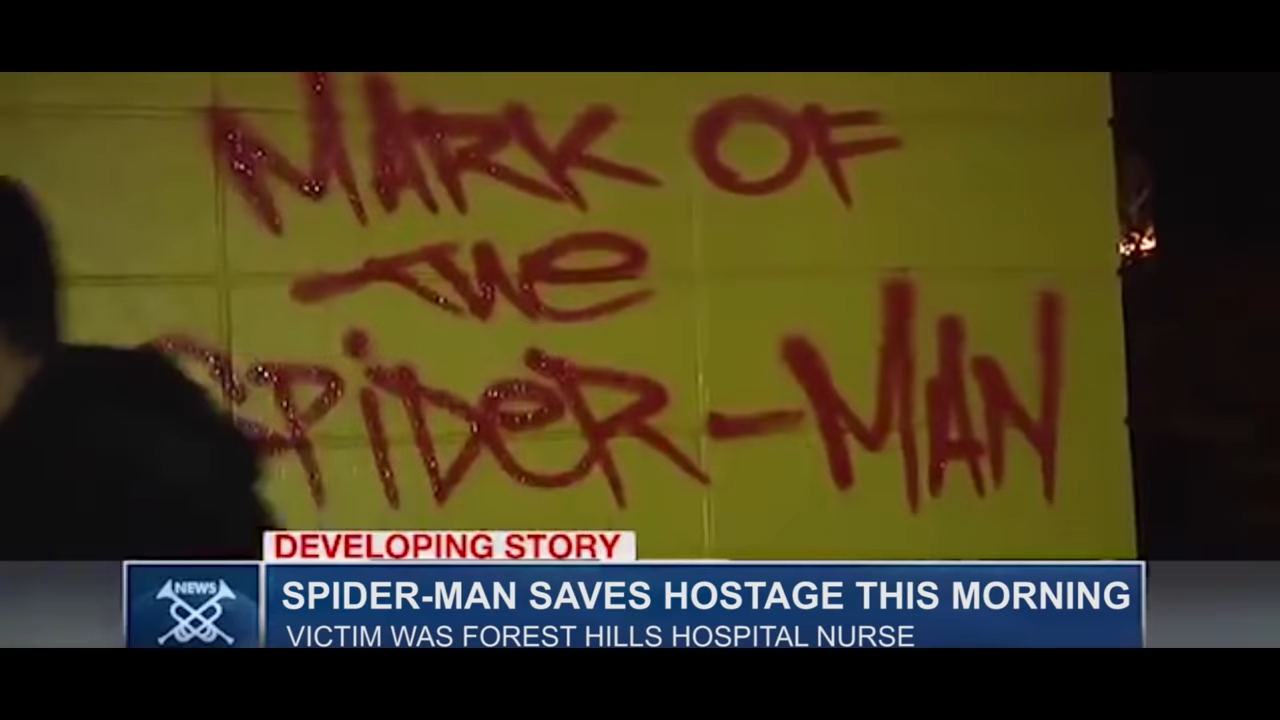 MARK OF
THE
SPIDER-MAN
DEVELOPING STORY
NEWS
SPIDER-MAN SAVES HOSTAGE THIS MORNING
VICTIM WAS FOREST HILLS HOSPITAL NURSE